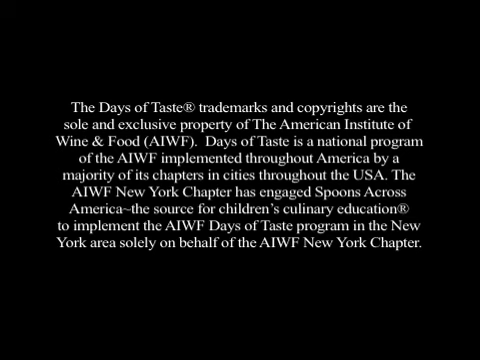 The Days of Taste® trademarks and copyrights are the
sole and exclusive property of The American Institute of
Wine & Food (AIWF).  Days of Taste is a national program
of the AIWF implemented throughout America by a
majority of its chapters in cities throughout the USA. The
AIWF New York Chapter has engaged Spoons Across
America~the source for children’s culinary education®
to implement the AIWF Days of Taste program in the New
York area solely on behalf of the AIWF New York Chapter.